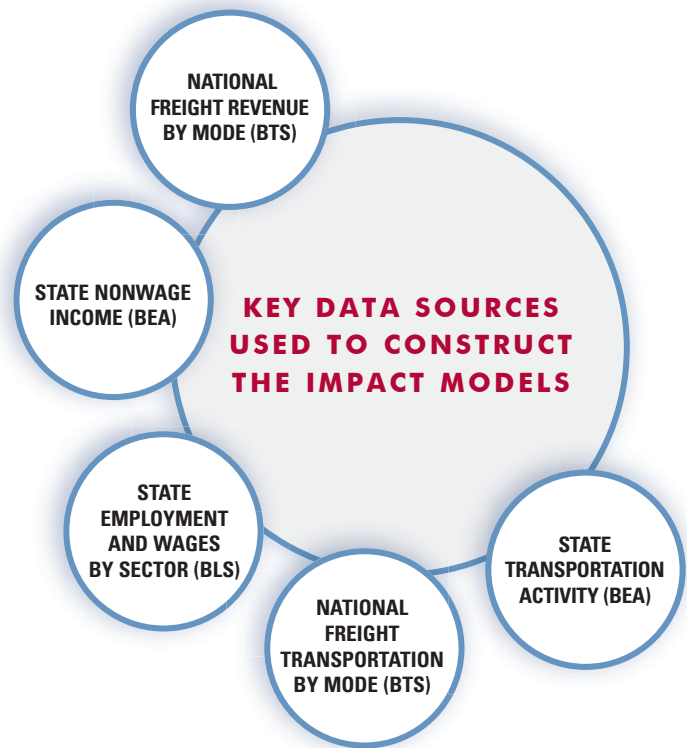 NATIONAL
FREIGHT REVENUE
BY MODE (BTS)
STATE NONWAGE
INCOME (BEA)
KEY DATA SOURCES
USED TO CONSTRUCT
THE IMPACT MODELS
STATE
EMPLOYMENT
AND WAGES
BY SECTOR (BLS)
NATIONAL
FREIGHT
TRANSPORTATION
BY MODE (BTS)
STATE
TRANSPORTATION
ACTIVITY (BEA)